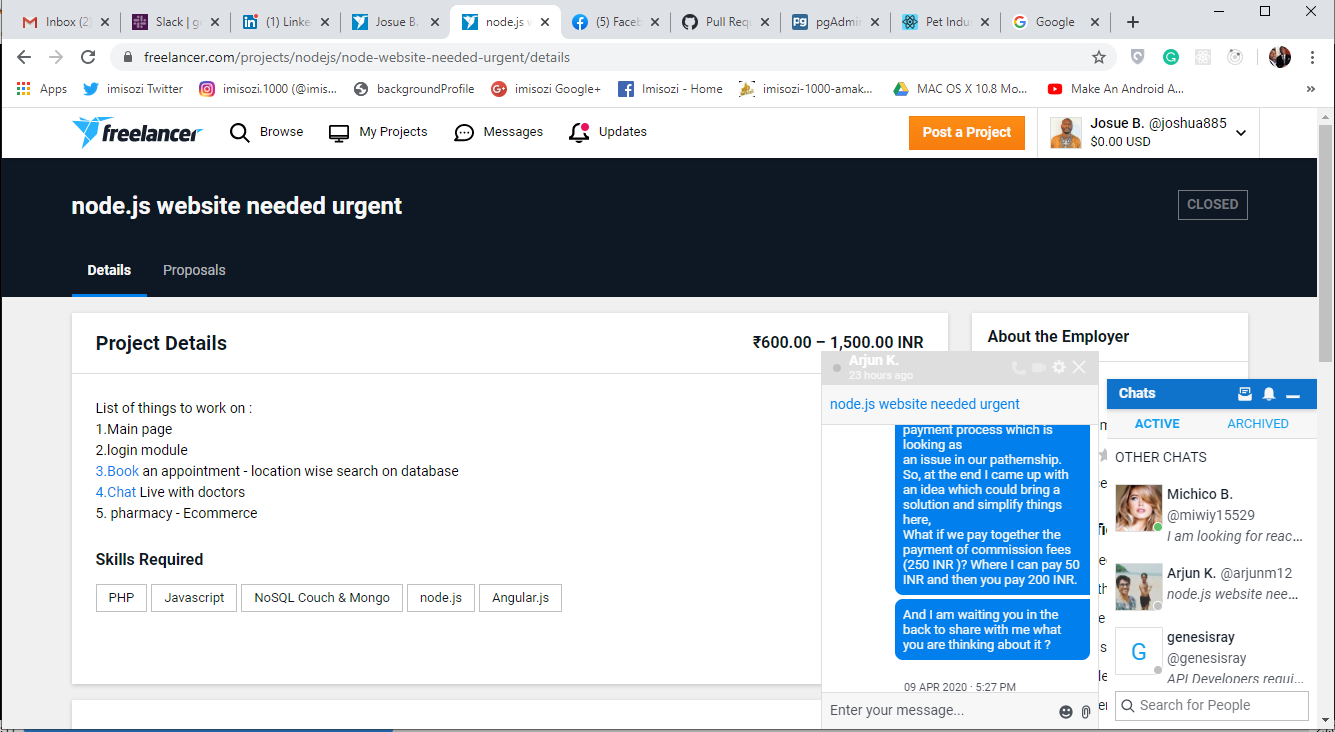 Inbox (2)
Slack | g
(1) Linke
Josue B.
node.js w
(5) Faceb
Pull Requ
pgAdmin
Pet Indus
Google
freelancer.com/projects/nodejs/node-website-needed-urgent/details
Apps
imisozi Twitter
imisozi.1000 (@imis...
backgroundProfile
imisozi Google+
Imisozi - Home
imisozi-1000-amak...
MAC OS X 10.8 Mo...
Make An Android A...
»
freelancer
Browse
My Projects
Messages
Updates
Post a Project
Josue B. @joshua885
$0.00 USD
node.js website needed urgent
CLOSED
Details
Proposals
Project Details
₹600.00 – 1,500.00 INR
List of things to work on :
1.Main page
2.login module
3.Book an appointment - location wise search on database
4.Chat Live with doctors
5. pharmacy - Ecommerce
Skills Required
PHP
Javascript
NoSQL Couch & Mongo
node.js
Angular.js
About the Employer
Arjun K.
23 hours ago
node.js website needed urgent
payment process which is
looking as
an issue in our pathernship.
So, at the end I came up with
an idea which could bring a
solution and simplify things
here,
What if we pay together the
payment of commission fees
(250 INR )? Where I can pay 50
INR and then you pay 200 INR.
And I am waiting you in the
back to share with me what
you are thinking about it ?
09 APR 2020 · 5:27 PM
Enter your message...
Chats
ACTIVE
ARCHIVED
OTHER CHATS
Michico B.
@miwiy15529
I am looking for reac...
Arjun K. @arjunm12
node.js website nee...
G
genesisray
@genesisray
API Developers requi...
Search for People